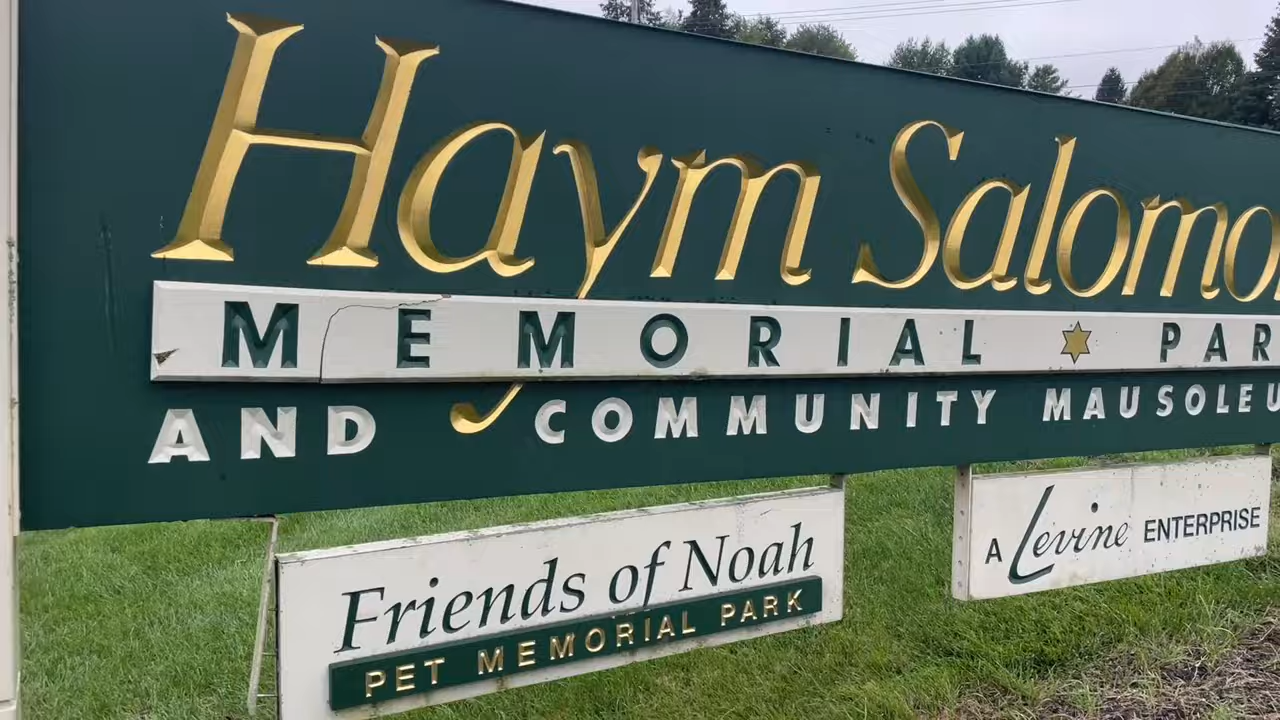 Haym Salomo
MEMORIAL ✡ PAR
AND COMMUNITY MAUSOLEU
Friends of Noah
PET MEMORIAL PARK
A Levine ENTERPRISE